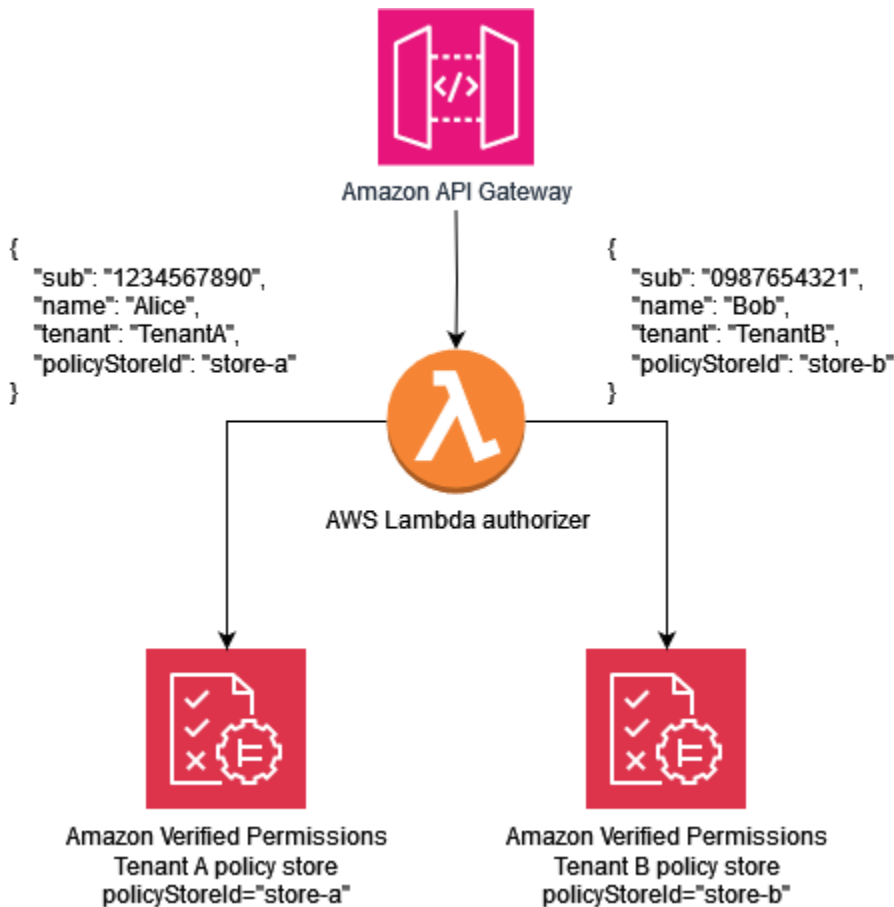 Amazon API Gateway
{
"sub": "1234567890",
"name": "Alice",
"tenant": "TenantA",
"policyStoreId": "store-a"
}
{
"sub": "0987654321",
"name": "Bob",
"tenant": "TenantB",
"policyStoreId": "store-b"
}
AWS Lambda authorizer
Amazon Verified Permissions
Tenant A policy store
policyStoreId="store-a"
Amazon Verified Permissions
Tenant B policy store
policyStoreId="store-b"